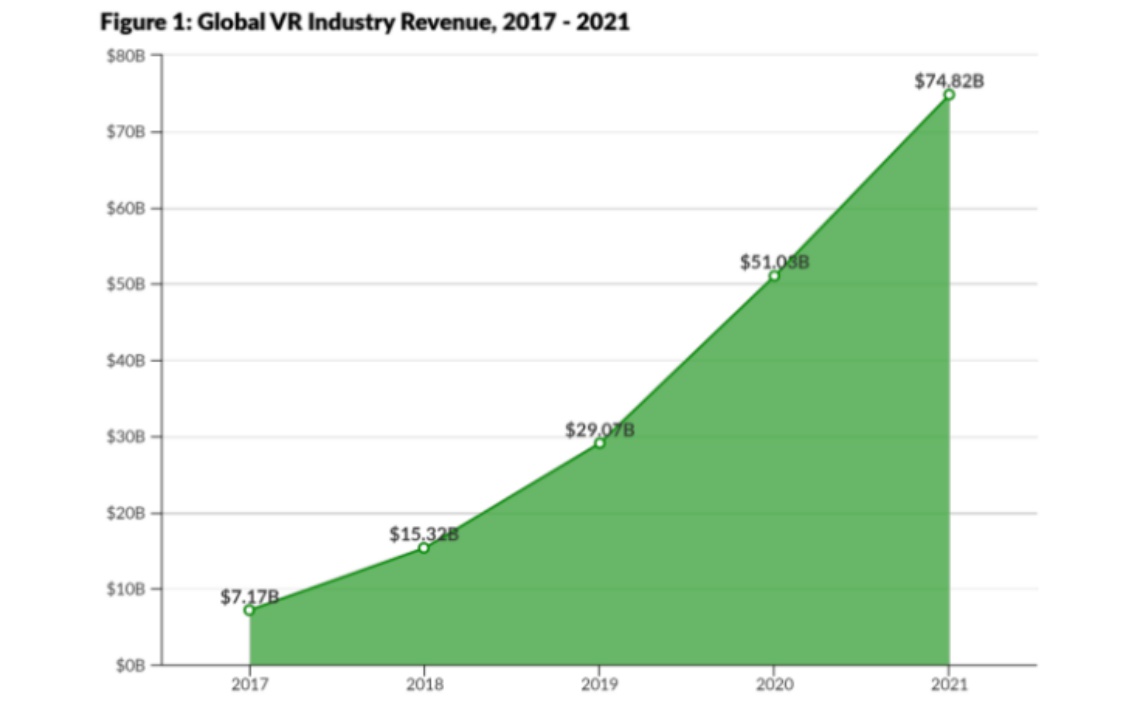 Figure 1: Global VR Industry Revenue, 2017 - 2021
$80B
$74.82B
$70B
$60B
$51.03B
$50B
$40B
$30B
$29.07B
$20B
$15.32B
$10B
$7.17B
$0B
2017 2018 2019 2020 2021